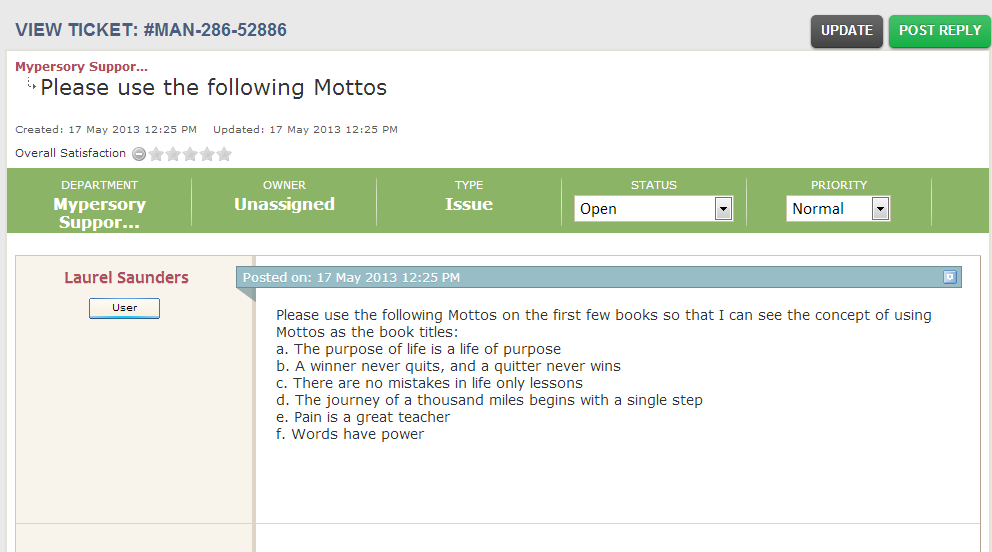 VIEW TICKET: #MAN-286-52886
UPDATE
POST REPLY
Mypersory Suppor...
Please use the following Mottos
Created: 17 May 2013 12:25 PM Updated: 17 May 2013 12:25 PM
Overall Satisfaction
DEPARTMENT
Mypersory
Suppor...
OWNER
Unassigned
TYPE
Issue
STATUS
Open
PRIORITY
Normal
Laurel Saunders
User
Posted on: 17 May 2013 12:25 PM
Please use the following Mottos on the first few books so that I can see the concept of using
Mottos as the book titles:
a. The purpose of life is a life of purpose
b. A winner never quits, and a quitter never wins
c. There are no mistakes in life only lessons
d. The journey of a thousand miles begins with a single step
e. Pain is a great teacher
f. Words have power